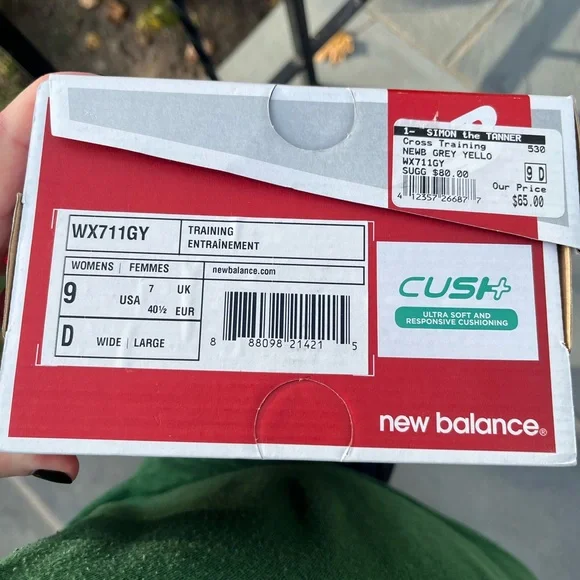 1- SIMON the TANNER
Cross Training 530
NEWB GREY YELLO
WX711GY
SUGG $80.00
9 D
Our Price
4 12357 26687 7
$65.00
WX711GY
TRAINING
ENTRAÎNEMENT
WOMENS | FEMMES
newbalance.com
9 USA 7 UK
40½ EUR
D WIDE | LARGE
8 88098 21421 5
CUSH+
ULTRA SOFT AND
RESPONSIVE CUSHIONING
new balance®